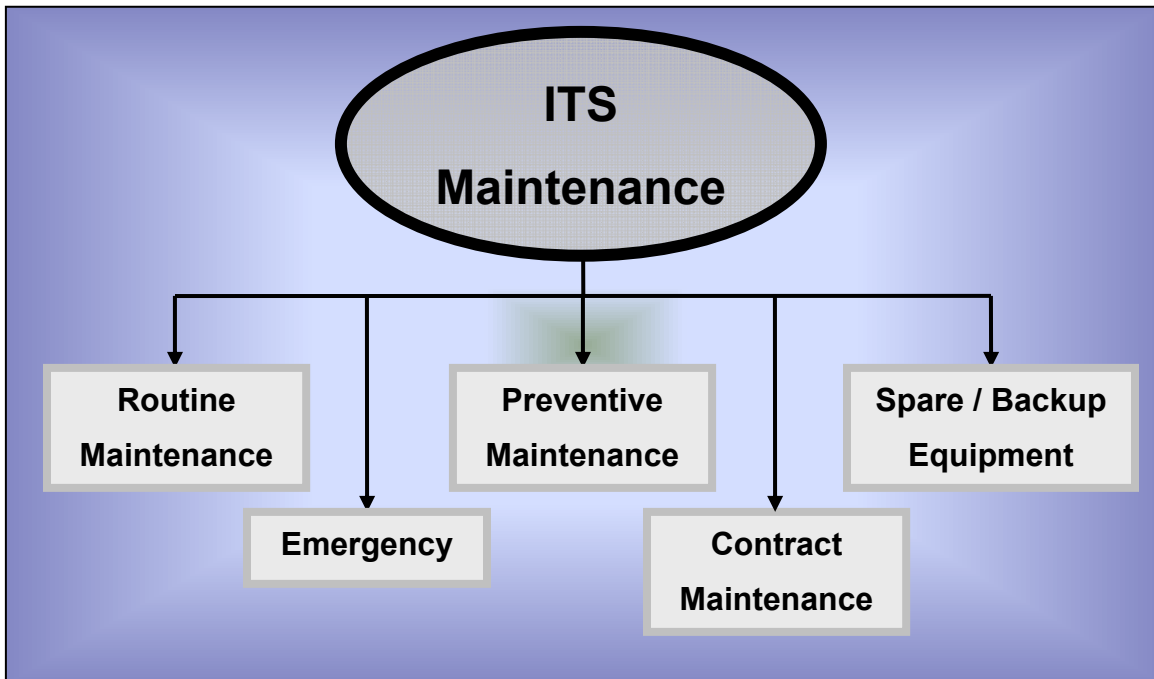 ITS
Maintenance
Routine
Maintenance
Emergency
Preventive
Maintenance
Contract
Maintenance
Spare / Backup
Equipment